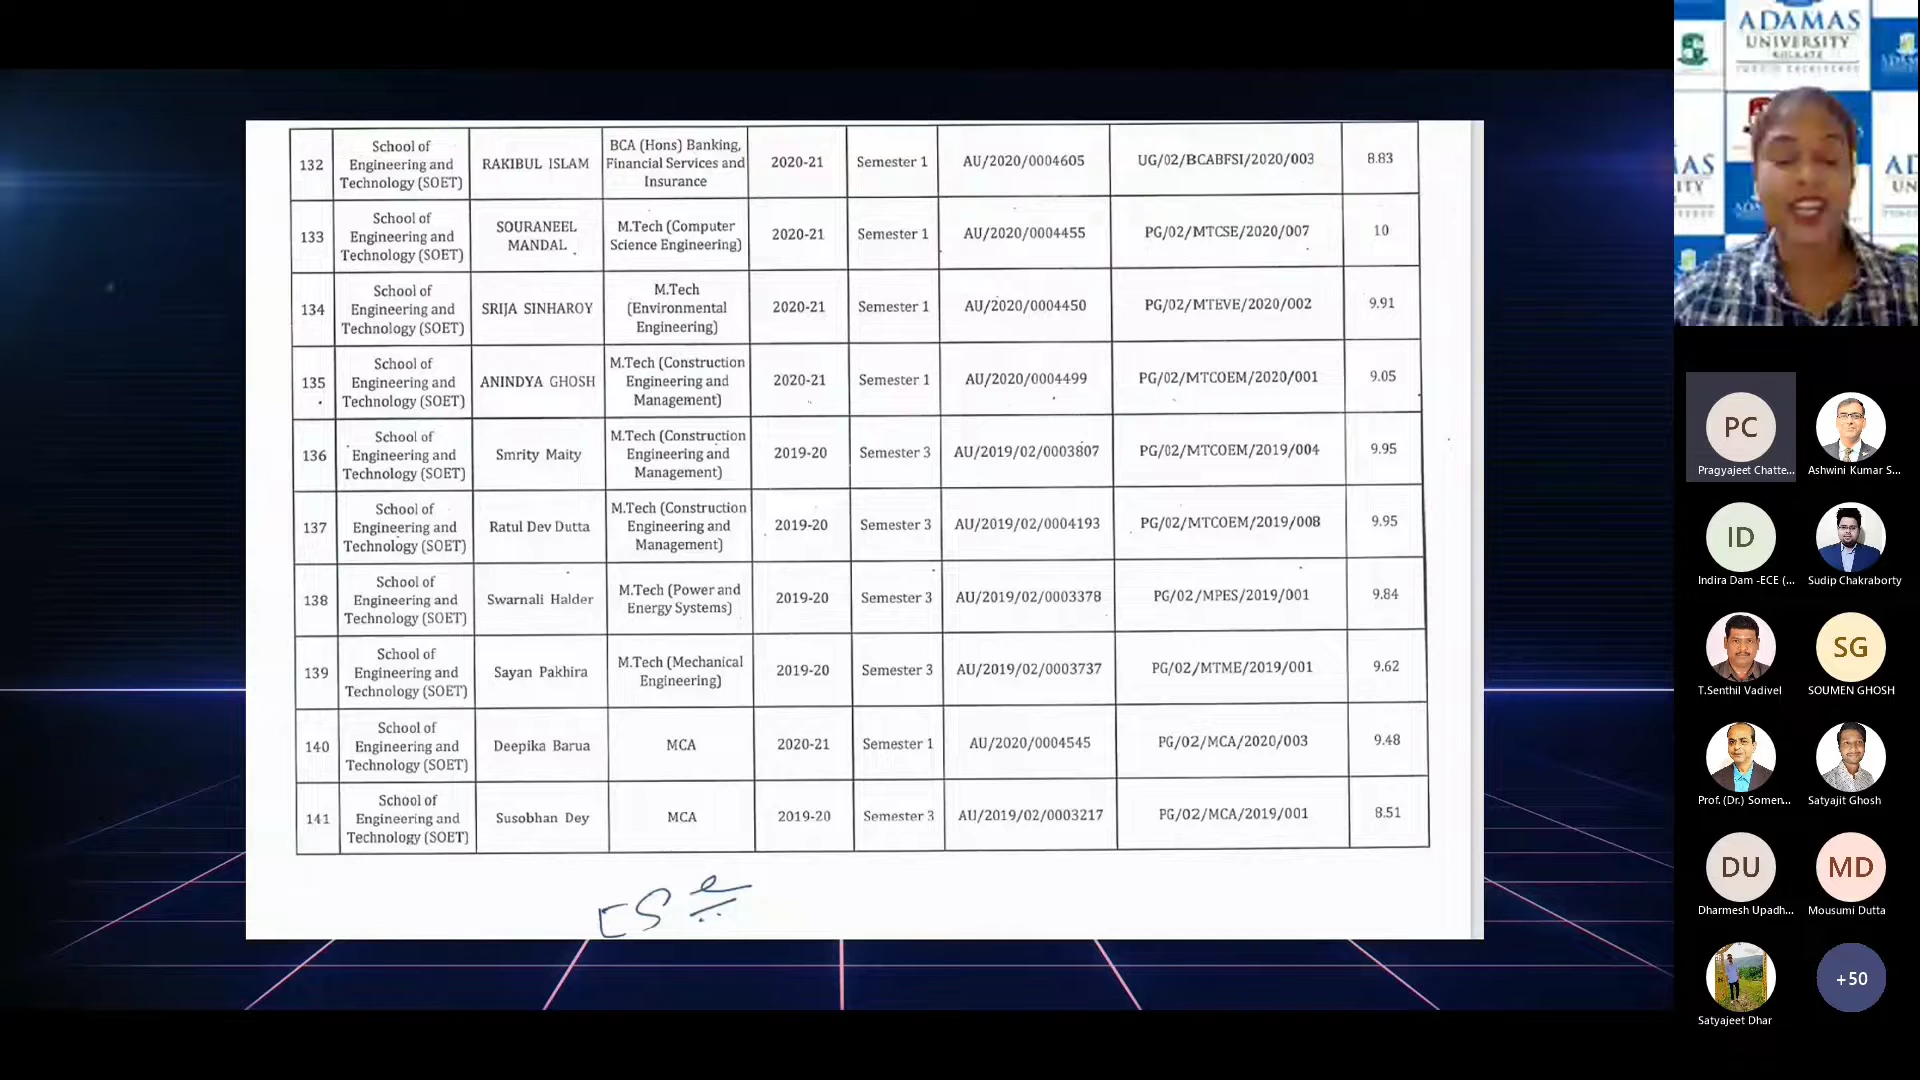 132 School of Engineering and Technology (SOET) RAKIBUL ISLAM BCA (Hons) Banking, Financial Services and Insurance 2020-21 Semester 1 AU/2020/0004605 UG/02/BCABFSI/2020/003 8.83
133 School of Engineering and Technology (SOET) SOURANEEL MANDAL M.Tech (Computer Science Engineering) 2020-21 Semester 1 AU/2020/0004455 PG/02/MTCSE/2020/007 10
134 School of Engineering and Technology (SOET) SRIJA SINHAROY M.Tech (Environmental Engineering) 2020-21 Semester 1 AU/2020/0004450 PG/02/MTEVE/2020/002 9.91
135 School of Engineering and Technology (SOET) ANINDYA GHOSH M.Tech (Construction Engineering and Management) 2020-21 Semester 1 AU/2020/0004499 PG/02/MTCOEM/2020/001 9.05
136 School of Engineering and Technology (SOET) Smrity Maity M.Tech (Construction Engineering and Management) 2019-20 Semester 3 AU/2019/02/0003807 PG/02/MTCOEM/2019/004 9.95
137 School of Engineering and Technology (SOET) Ratul Dev Dutta M.Tech (Construction Engineering and Management) 2019-20 Semester 3 AU/2019/02/0004193 PG/02/MTCOEM/2019/008 9.95
138 School of Engineering and Technology (SOET) Swarnali Halder M.Tech (Power and Energy Systems) 2019-20 Semester 3 AU/2019/02/0003378 PG/02/MPES/2019/001 9.84
139 School of Engineering and Technology (SOET) Sayan Pakhira M.Tech (Mechanical Engineering) 2019-20 Semester 3 AU/2019/02/0003737 PG/02/MTME/2019/001 9.62
140 School of Engineering and Technology (SOET) Deepika Barua MCA 2020-21 Semester 1 AU/2020/0004545 PG/02/MCA/2020/003 9.48
141 School of Engineering and Technology (SOET) Susobhan Dey MCA 2019-20 Semester 3 AU/2019/02/0003217 PG/02/MCA/2019/001 8.51
ADAMAS
UNIVERSITY
KOLKATA
PC
Pragyajeet Chatte...
Ashwini Kumar S...
ID
Indira Dam -ECE (...
Sudip Chakraborty
T.Senthil Vadivel
SG
SOUMEN GHOSH
Prof. (Dr.) Somen...
Satyajit Ghosh
DU
Dharmesh Upadh...
MD
Mousumi Dutta
Satyajeet Dhar
+50